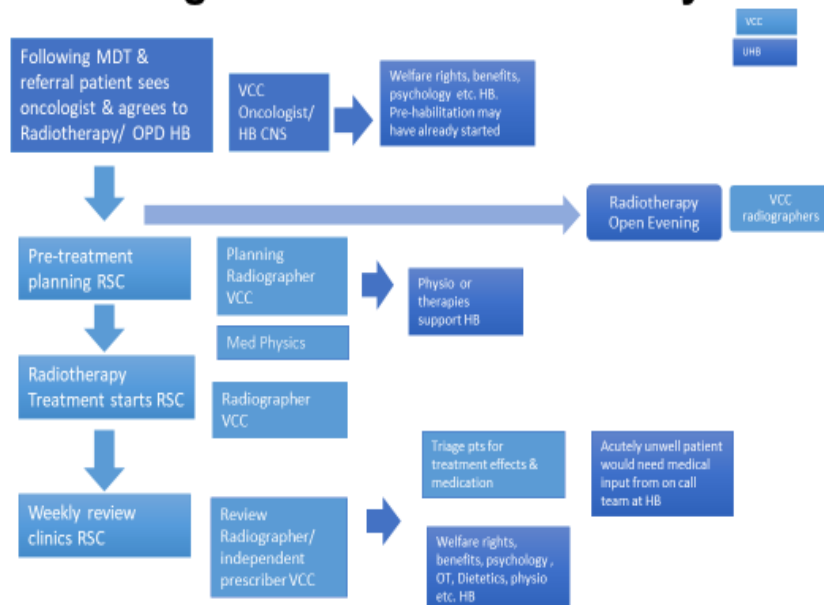 VCC
UHB
Following MDT &
referral patient sees
oncologist & agrees to
Radiotherapy/ OPD HB
VCC
Oncologist/
HB CNS
Welfare rights, benefits,
psychology etc. HB.
Pre-habilitation may
have already started
Radiotherapy
Open Evening
VCC
radiographers
Pre-treatment
planning RSC
Planning
Radiographer
VCC
Physio or
therapies
support HB
Med Physics
Radiotherapy
Treatment starts RSC
Radiographer
VCC
Triage pts for
treatment effects &
medication
Acutely unwell patient
would need medical
input from on call
team at HB
Weekly review
clinics RSC
Review
Radiographer/
independent
prescriber VCC
Welfare rights,
benefits, psychology ,
OT, Dietetics, physio
etc. HB